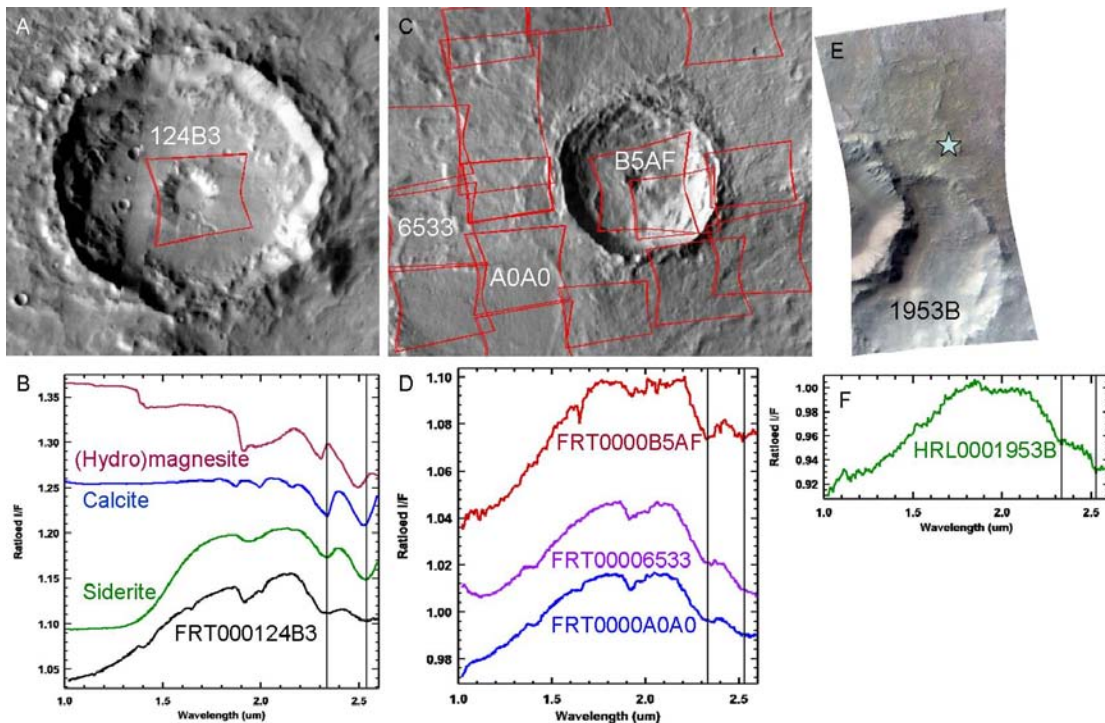 A
124B3
C
B5AF
6533
A0A0
E
1953B
B
1.35
1.30
1.25
1.20
1.15
1.10
1.05
Ratioed I/F
(Hydro)magnesite
Calcite
Siderite
FRT000124B3
1.0 1.5 2.0 2.5
Wavelength (um)
D
1.10
1.08
1.06
1.04
1.02
1.00
0.98
Ratioed I/F
FRT0000B5AF
FRT00006533
FRT0000A0A0
1.0 1.5 2.0 2.5
Wavelength (um)
F
1.00
0.98
0.96
0.94
0.92
Ratioed I/F
HRL0001953B
1.0 1.5 2.0 2.5
Wavelength (um)